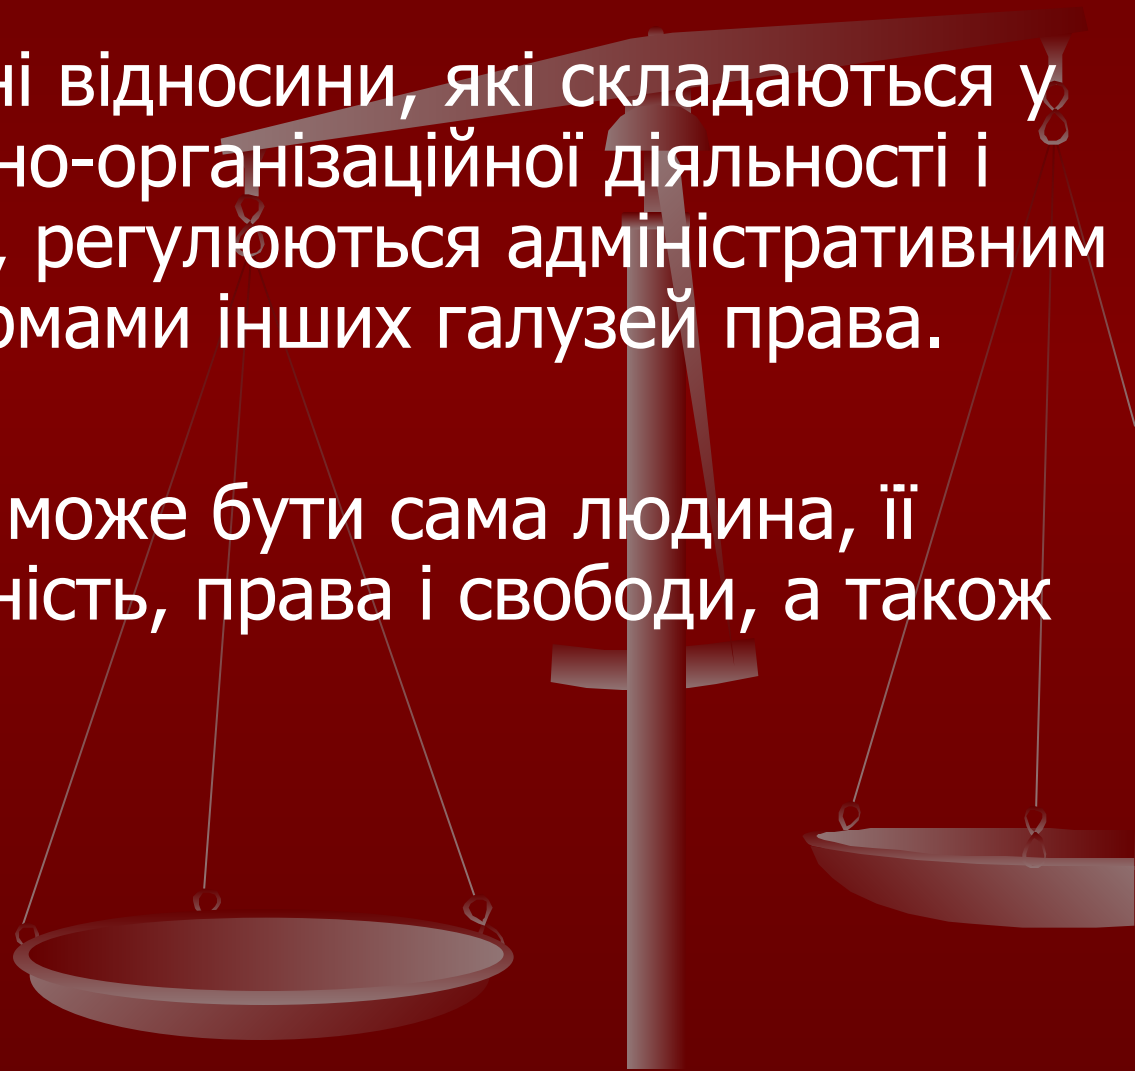 ні відносини, які складаються у
но-організаційної діяльності і
, регулюються адміністративним
рмами інших галузей права.
може бути сама людина, її
ність, права і свободи, а також